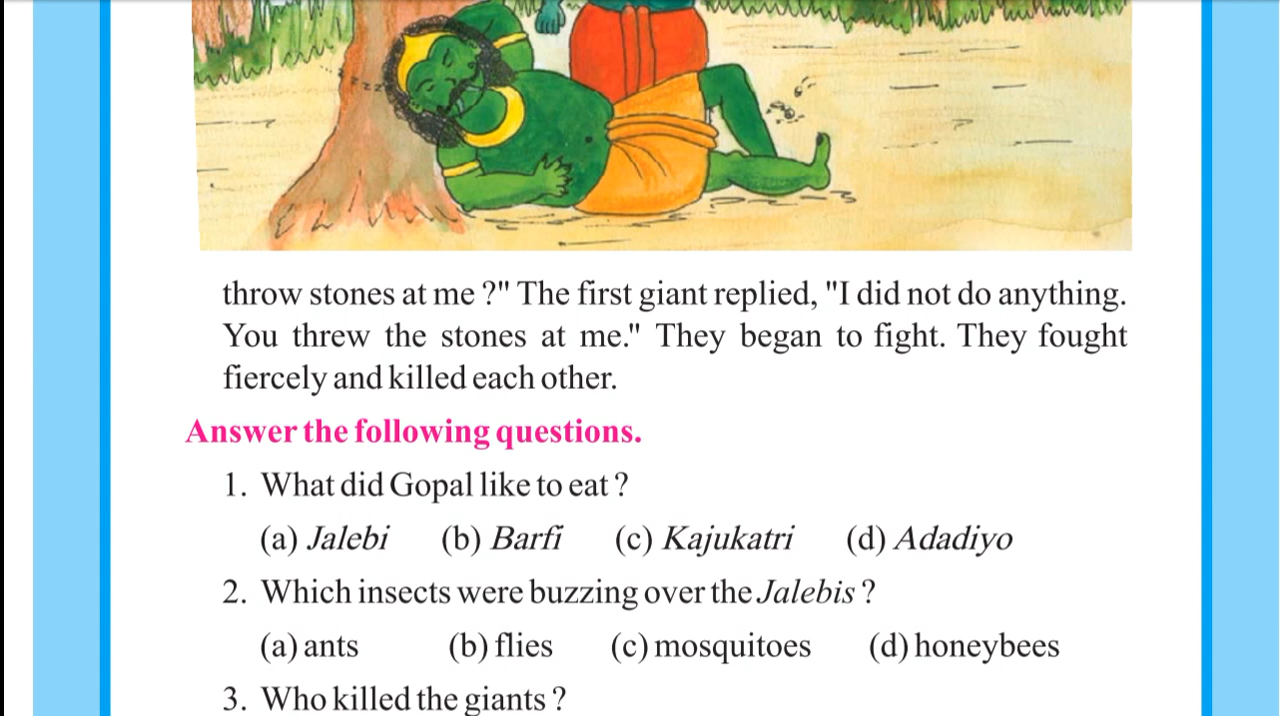 zzzz
throw stones at me ?" The first giant replied, "I did not do anything.
You threw the stones at me." They began to fight. They fought
fiercely and killed each other.
Answer the following questions.
1. What did Gopal like to eat ?
(a) Jalebi (b) Barfi (c) Kajukatri (d) Adadiyo
2. Which insects were buzzing over the Jalebis ?
(a) ants (b) flies (c) mosquitoes (d) honeybees
3. Who killed the giants ?